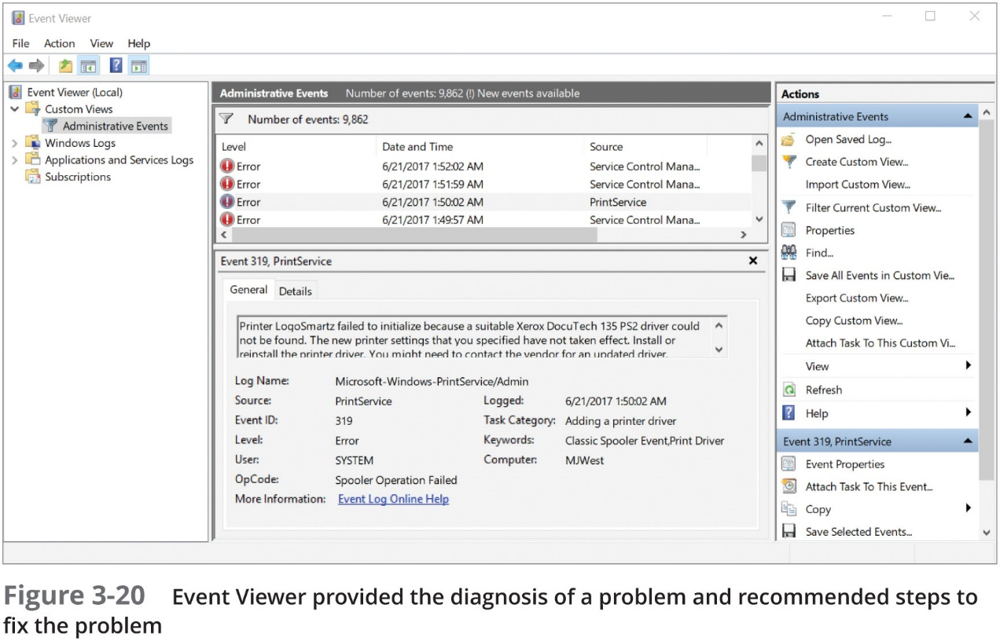 Event Viewer
File Action View Help
Event Viewer (Local)
Custom Views
Administrative Events
Windows Logs
Applications and Services Logs
Subscriptions
Administrative Events Number of events: 9,862 (!) New events available
Number of events: 9,862
Level Date and Time Source
Error 6/21/2017 1:52:02 AM Service Control Mana...
Error 6/21/2017 1:51:59 AM Service Control Mana...
Error 6/21/2017 1:50:02 AM PrintService
Error 6/21/2017 1:49:57 AM Service Control Mana...
Event 319, PrintService
General Details
Printer LogoSmartz failed to initialize because a suitable Xerox DocuTech 135 PS2 driver could
not be found. The new printer settings that you specified have not taken effect. Install or
reinstall the printer driver. You might need to contact the vendor for an updated driver.
Log Name: Microsoft-Windows-PrintService/Admin
Source: PrintService Logged: 6/21/2017 1:50:02 AM
Event ID: 319 Task Category: Adding a printer driver
Level: Error Keywords: Classic Spooler Event,Print Driver
User: SYSTEM Computer: MJWest
OpCode: Spooler Operation Failed
More Information: Event Log Online Help
Actions
Administrative Events
Open Saved Log...
Create Custom View...
Import Custom View...
Filter Current Custom View...
Properties
Find...
Save All Events in Custom Vie...
Export Custom View...
Copy Custom View...
Attach Task To This Custom Vi...
View
Refresh
Help
Event 319, PrintService
Event Properties
Attach Task To This Event...
Copy
Save Selected Events...
Figure 3-20 Event Viewer provided the diagnosis of a problem and recommended steps to
fix the problem